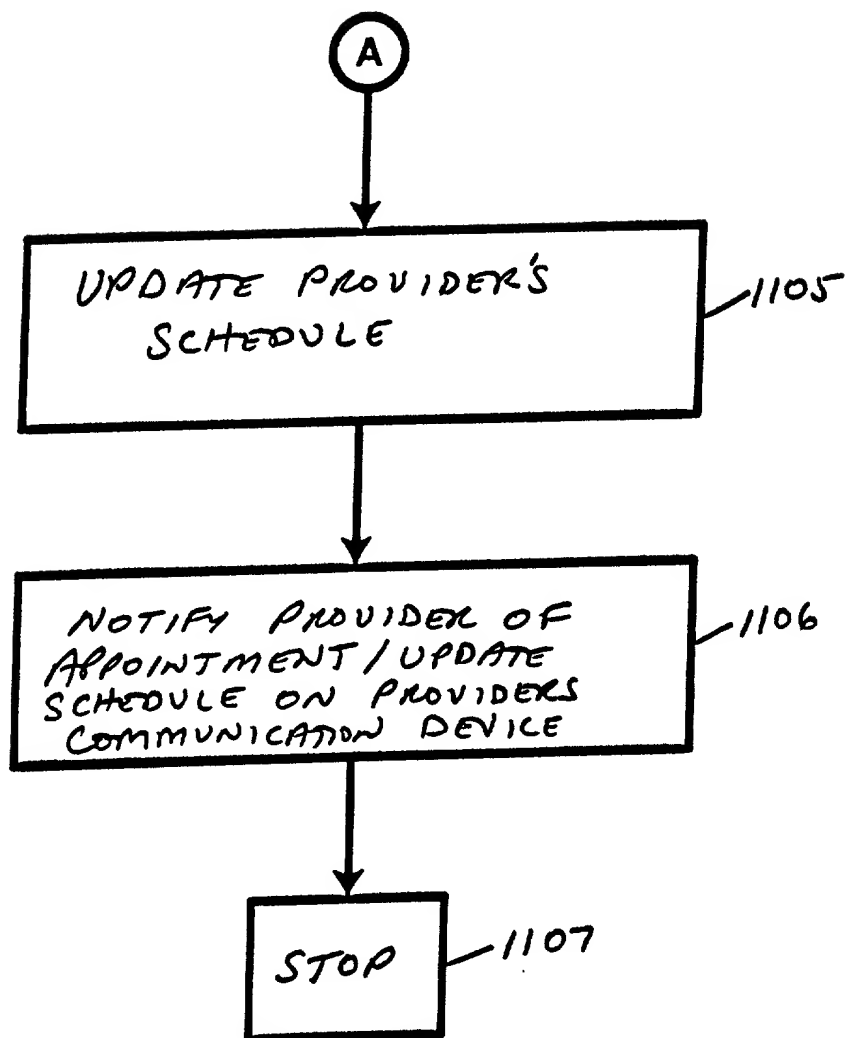 A
UPDATE PROVIDER'S
SCHEDULE
1105
NOTIFY PROVIDER OF
APPOINTMENT/UPDATE
SCHEDULE ON PROVIDERS
COMMUNICATION DEVICE
1106
STOP
1107